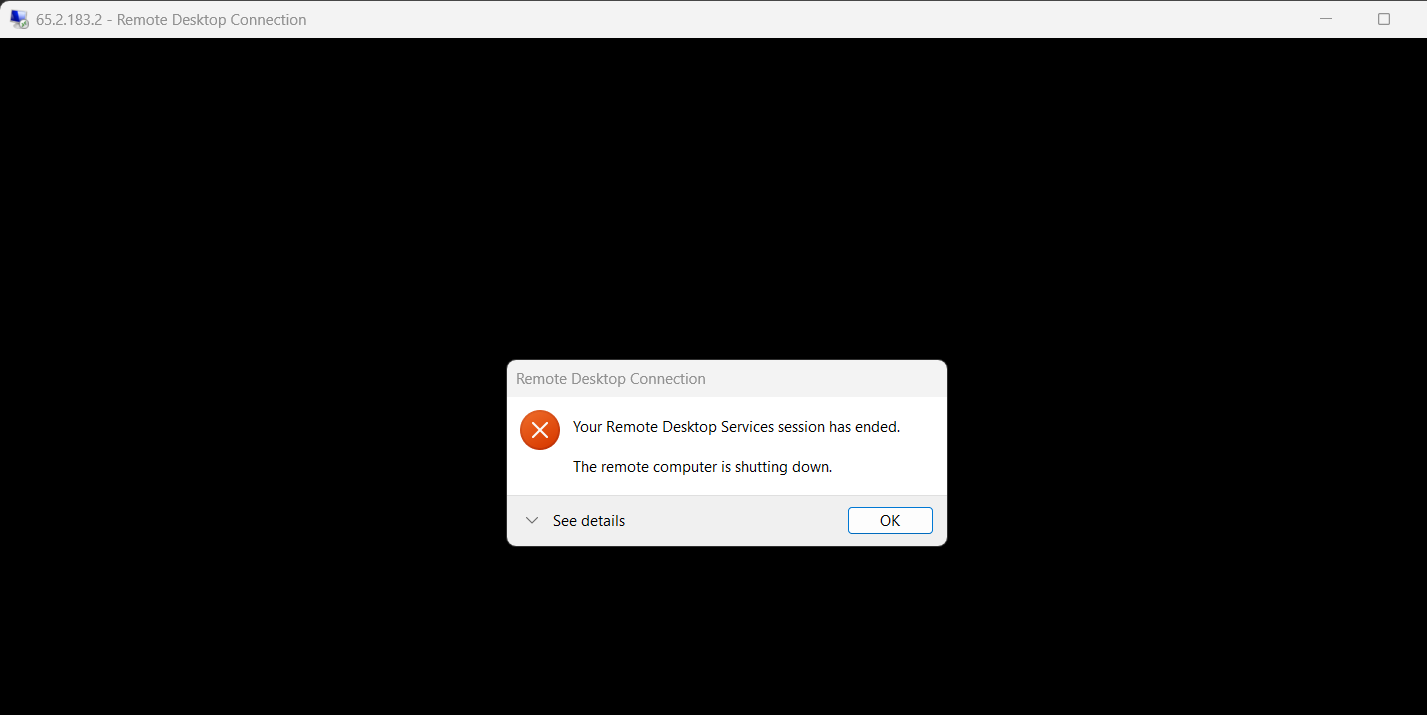 65.2.183.2 - Remote Desktop Connection
Remote Desktop Connection
Your Remote Desktop Services session has ended.
The remote computer is shutting down.
See details
OK